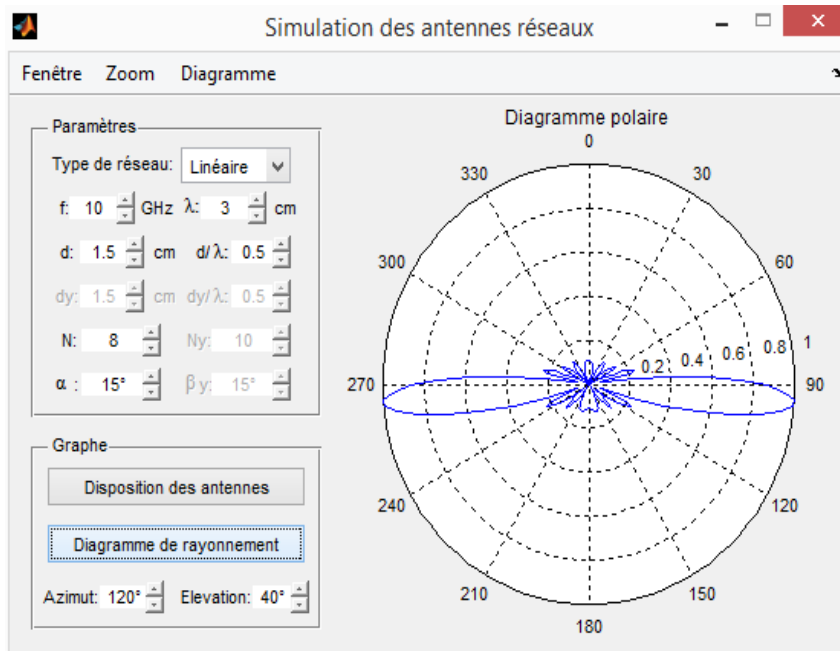 Simulation des antennes réseaux
Fenêtre Zoom Diagramme
Paramètres
Type de réseau: Linéaire
f: 10 GHz λ: 3 cm
d: 1.5 cm d/λ: 0.5
dy: 1.5 cm dy/λ: 0.5
N: 8 Ny: 10
α : 15° βy: 15°
Graphe
Disposition des antennes
Diagramme de rayonnement
Azimut: 120° Elevation: 40°
Diagramme polaire
0
330 30
300 60
0.2 0.4 0.6 0.8 1
270 90
240 120
210 150
180